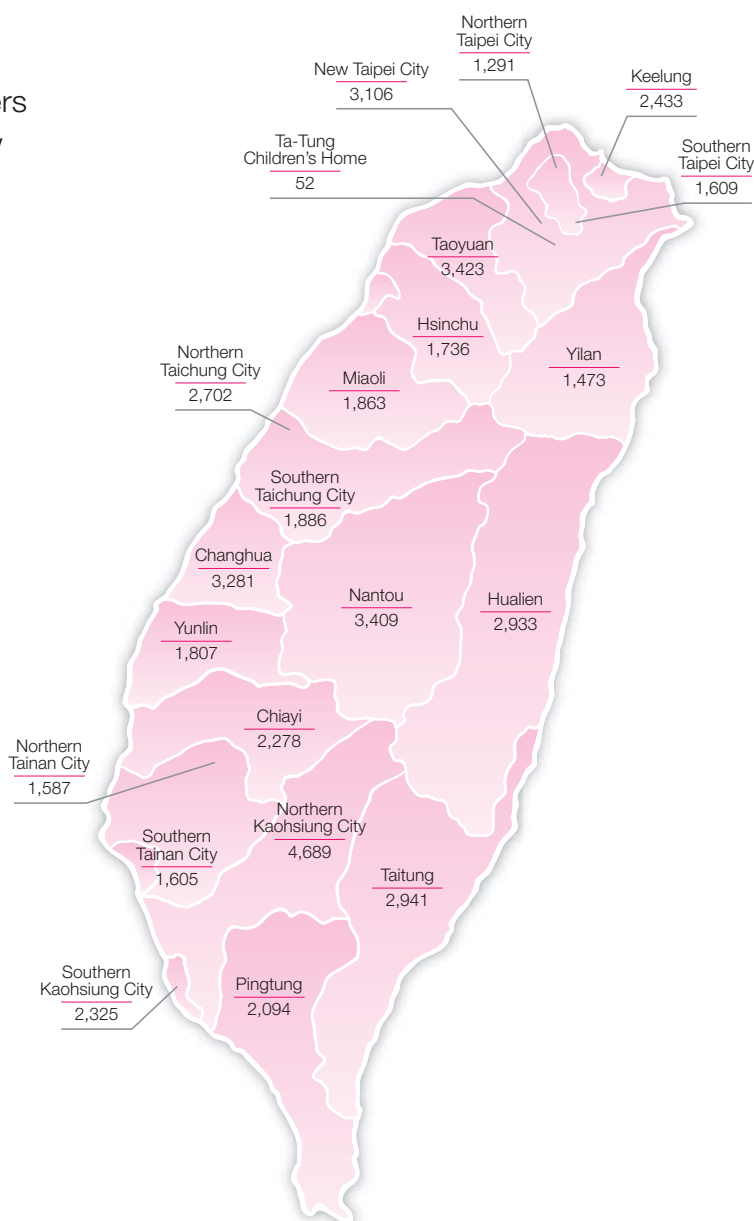 ers
Northern
Taipei City
1,291
New Taipei City
3,106
Keelung
2,433
Ta-Tung
Children's Home
52
Southern
Taipei City
1,609
Taoyuan
3,423
Hsinchu
1,736
Yilan
1,473
Northern
Taichung City
2,702
Miaoli
1,863
Southern
Taichung City
1,886
Changhua
3,281
Nantou
3,409
Hualien
2,933
Yunlin
1,807
Chiayi
2,278
Northern
Tainan City
1,587
Northern
Kaohsiung City
4,689
Southern
Tainan City
1,605
Taitung
2,941
Southern
Kaohsiung City
2,325
Pingtung
2,094